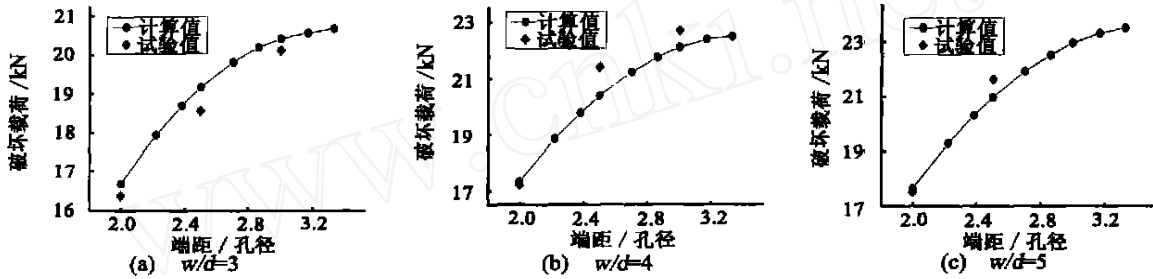 21
20
19
18
17
16
破坏载荷/kN
计算值
试验值
2.0 2.4 2.8 3.2
端距/孔径
(a) w/d=3
23
21
19
17
破坏载荷/kN
计算值
试验值
2.0 2.4 2.8 3.2
端距/孔径
(b) w/d=4
23
21
19
17
破坏载荷/kN
计算值
试验值
2.0 2.4 2.8 3.2
端距/孔径
(c) w/d=5
www.cnki.net